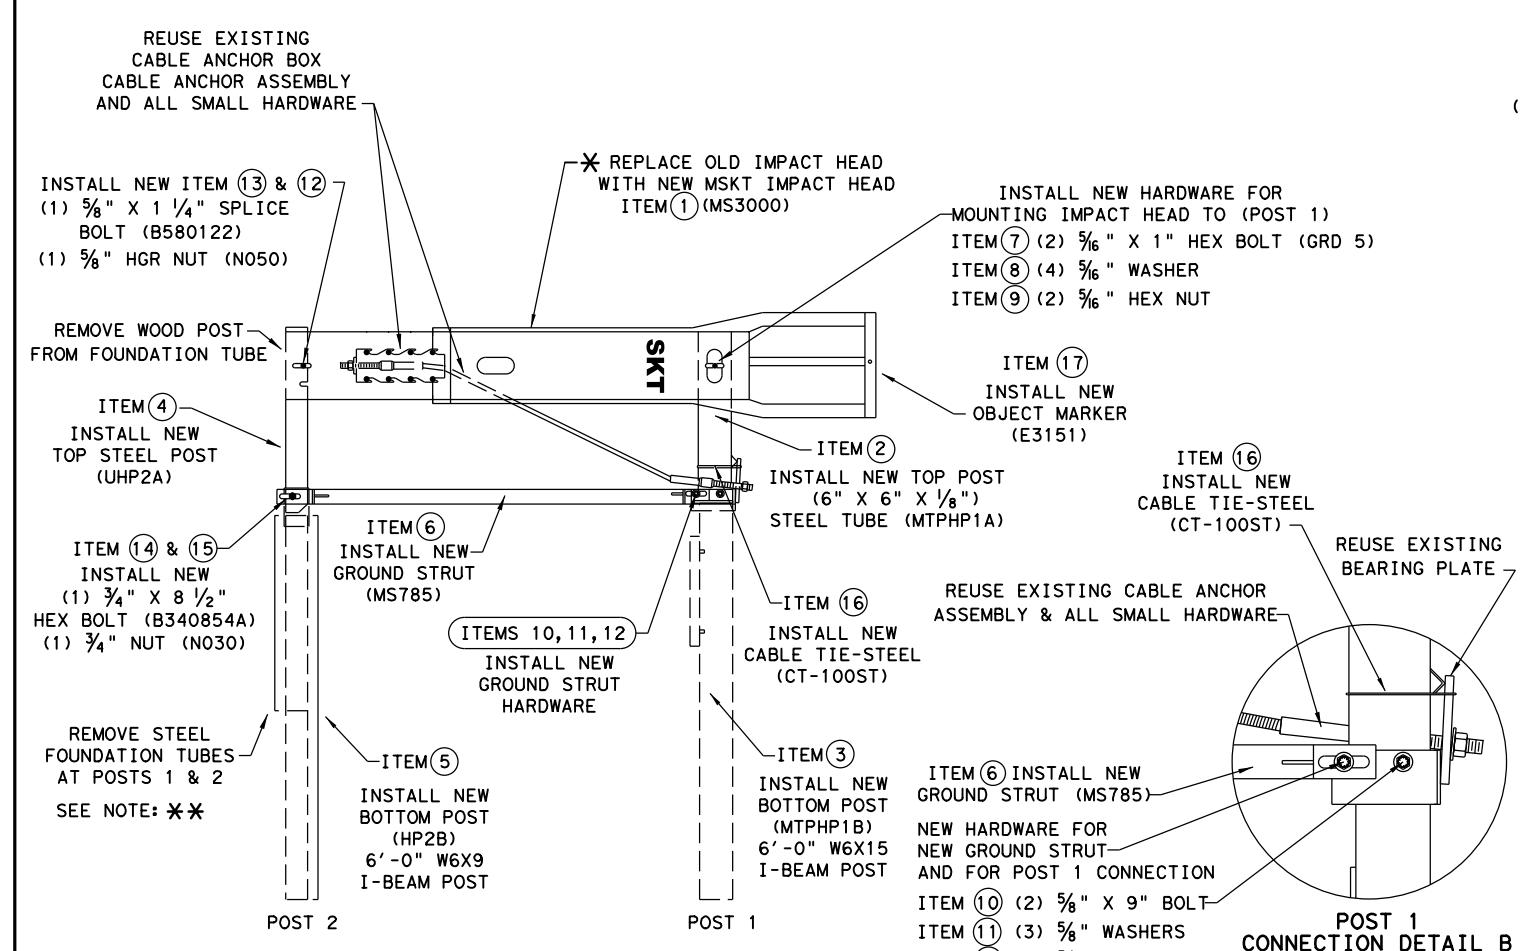 REUSE EXISTING
CABLE ANCHOR BOX
CABLE ANCHOR ASSEMBLY
AND ALL SMALL HARDWARE
INSTALL NEW ITEM 13 & 12
(1) 5/8" X 1 1/4" SPLICE
BOLT (B580122)
(1) 5/8" HGR NUT (N050)
* REPLACE OLD IMPACT HEAD
WITH NEW MSKT IMPACT HEAD
ITEM 1 (MS3000)
INSTALL NEW HARDWARE FOR
MOUNTING IMPACT HEAD TO (POST 1)
ITEM 7 (2) 5/16" X 1" HEX BOLT (GRD 5)
ITEM 8 (4) 5/16" WASHER
ITEM 9 (2) 5/16" HEX NUT
REMOVE WOOD POST
FROM FOUNDATION TUBE
SKT
ITEM 17
INSTALL NEW
OBJECT MARKER
(E3151)
ITEM 4
INSTALL NEW
TOP STEEL POST
(UHP2A)
ITEM 2
INSTALL NEW TOP POST
(6" X 6" X 1/8")
STEEL TUBE (MTPHP1A)
ITEM 16
INSTALL NEW
CABLE TIE-STEEL
(CT-100ST)
REUSE EXISTING
BEARING PLATE
ITEM 14 & 15
INSTALL NEW
(1) 3/4" X 8 1/2"
HEX BOLT (B340854A)
(1) 3/4" NUT (N030)
ITEM 6
INSTALL NEW
GROUND STRUT
(MS785)
ITEMS 10,11,12
INSTALL NEW
GROUND STRUT
HARDWARE
ITEM 16
INSTALL NEW
CABLE TIE-STEEL
(CT-100ST)
REUSE EXISTING CABLE ANCHOR
ASSEMBLY & ALL SMALL HARDWARE
REMOVE STEEL
FOUNDATION TUBES
AT POSTS 1 & 2
SEE NOTE: **
ITEM 5
INSTALL NEW
BOTTOM POST
(HP2B)
6'-0" W6X9
I-BEAM POST
ITEM 3
INSTALL NEW
BOTTOM POST
(MTPHP1B)
6'-0" W6X15
I-BEAM POST
ITEM 6 INSTALL NEW
GROUND STRUT (MS785)
NEW HARDWARE FOR
NEW GROUND STRUT
AND FOR POST 1 CONNECTION
ITEM 10 (2) 5/8" X 9" BOLT
ITEM 11 (3) 5/8" WASHERS
POST 2
POST 1
POST 1
CONNECTION DETAIL B